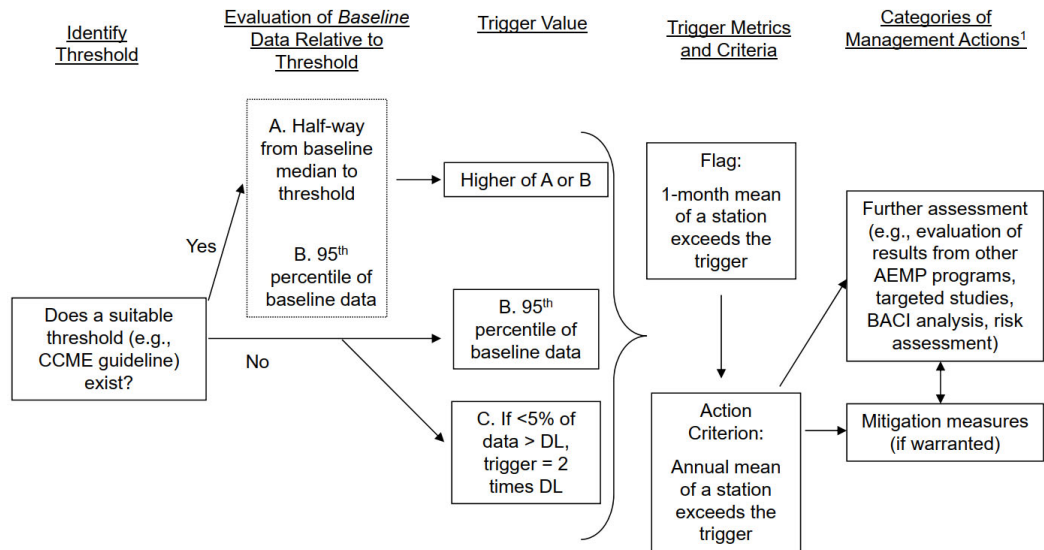 Identify
Threshold
Evaluation of Baseline
Data Relative to
Threshold
Trigger Value
Trigger Metrics
and Criteria
Categories of
Management Actions¹
Does a suitable
threshold (e.g.,
CCME guideline)
exist?
Yes
No
A. Half-way
from baseline
median to
threshold
B. 95th
percentile of
baseline data
Higher of A or B
B. 95th
percentile of
baseline data
C. If <5% of
data > DL,
trigger = 2
times DL
Flag:
1-month mean
of a station
exceeds the
trigger
Action
Criterion:
Annual mean
of a station
exceeds the
trigger
Further assessment
(e.g., evaluation of
results from other
AEMP programs,
targeted studies,
BACI analysis, risk
assessment)
Mitigation measures
(if warranted)